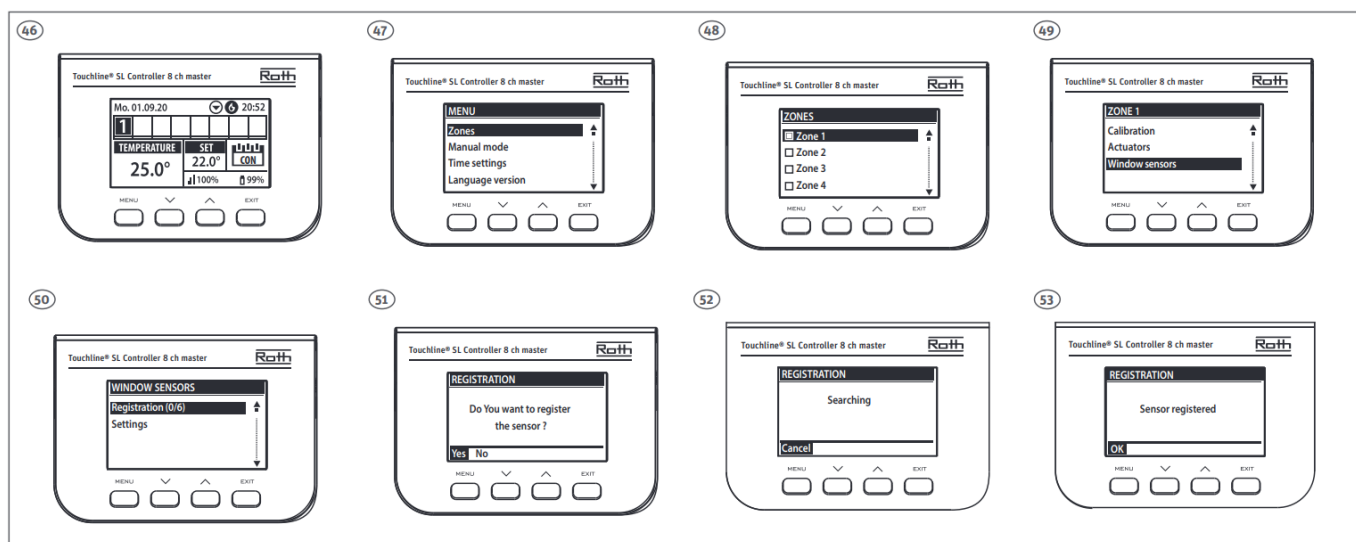 46
Touchline® SL Controller 8 ch master Roth
Mo. 01.09.20 20:52
1
TEMPERATURE SET
25.0° 22.0° CON
100% 99%
MENU EXIT
47
Touchline® SL Controller 8 ch master Roth
MENU
Zones
Manual mode
Time settings
Language version
MENU EXIT
48
Touchline® SL Controller 8 ch master Roth
ZONES
Zone 1
Zone 2
Zone 3
Zone 4
MENU EXIT
49
Touchline® SL Controller 8 ch master Roth
ZONE 1
Calibration
Actuators
Window sensors
MENU EXIT
50
Touchline® SL Controller 8 ch master Roth
WINDOW SENSORS
Registration (0/6)
Settings
MENU EXIT
51
Touchline® SL Controller 8 ch master Roth
REGISTRATION
Do You want to register
the sensor ?
Yes No
MENU EXIT
52
Touchline® SL Controller 8 ch master Roth
REGISTRATION
Searching
Cancel
MENU EXIT
53
Touchline® SL Controller 8 ch master Roth
REGISTRATION
Sensor registered
OK
MENU EXIT